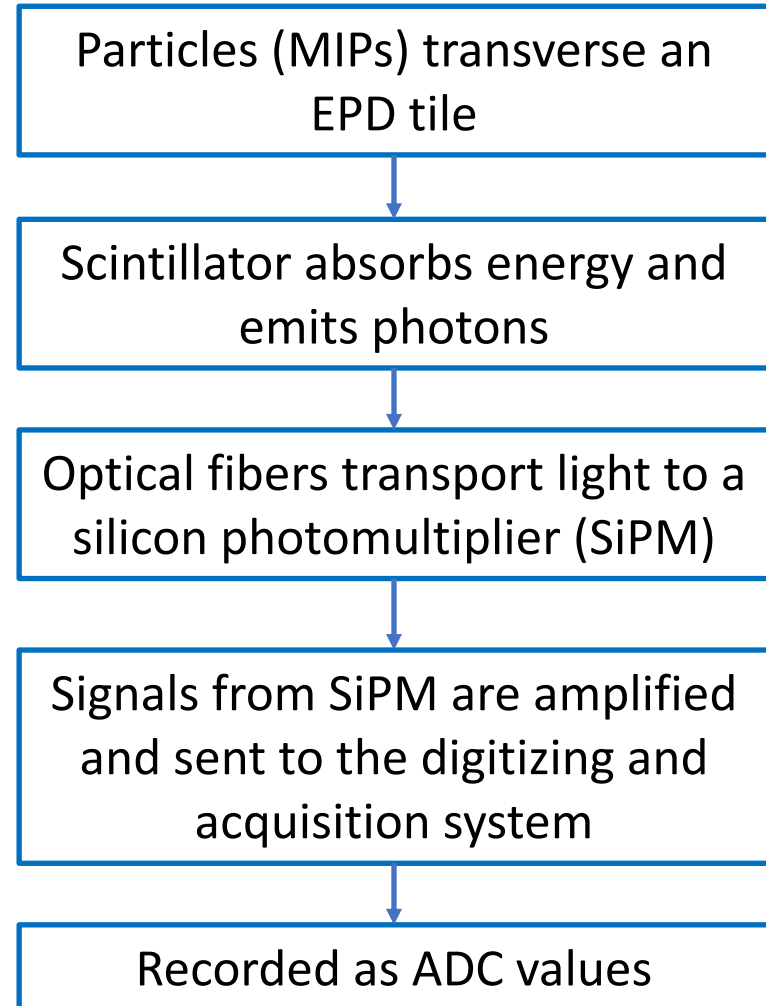 Particles (MIPs) transverse an
EPD tile
Scintillator absorbs energy and
emits photons
Optical fibers transport light to a
silicon photomultiplier (SiPM)
Signals from SiPM are amplified
and sent to the digitizing and
acquisition system
Recorded as ADC values